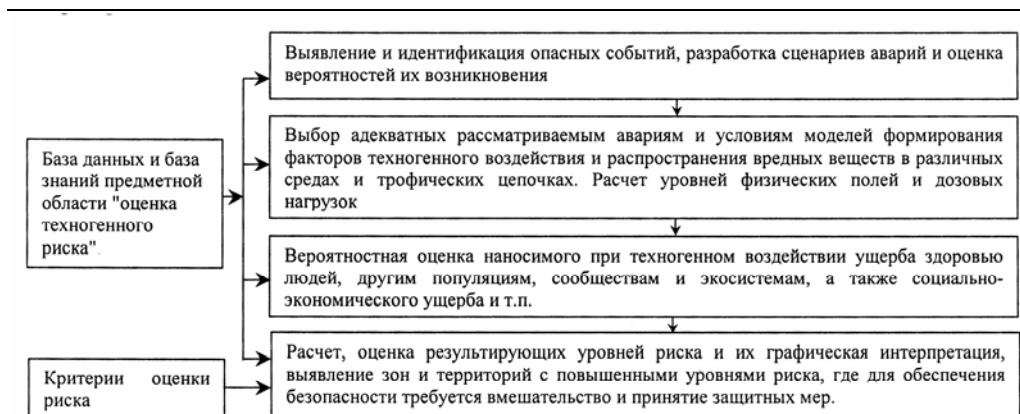 Выявление и идентификация опасных событий, разработка сценариев аварий и оценка
вероятностей их возникновения
Выбор адекватных рассматриваемым авариям и условиям моделей формирования
факторов техногенного воздействия и распространения вредных веществ в различных
средах и трофических цепочках. Расчет уровней физических полей и дозовых
нагрузок
База данных и база
знаний предметной
области "оценка
техногенного
риска".
Вероятностная оценка наносимого при техногенном воздействии ущерба здоровью
людей, другим популяциям, сообществам и экосистемам, а также социально-
экономического ущерба и т.п.
Расчет, оценка результирующих уровней риска и их графическая интерпретация,
выявление зон и территорий с повышенными уровнями риска, где для обеспечения
безопасности требуется вмешательство и принятие защитных мер.
Критерии оценки
риска